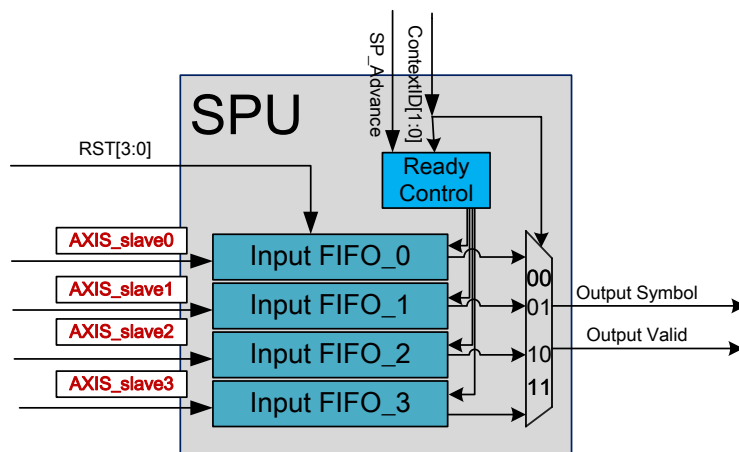 SP_Advance
ContextID[1:0]
SPU
RST[3:0]
Ready
Control
AXIS_slave0
Input FIFO_0
AXIS_slave1
Input FIFO_1
AXIS_slave2
Input FIFO_2
AXIS_slave3
Input FIFO_3
00
01
10
11
Output Symbol
Output Valid